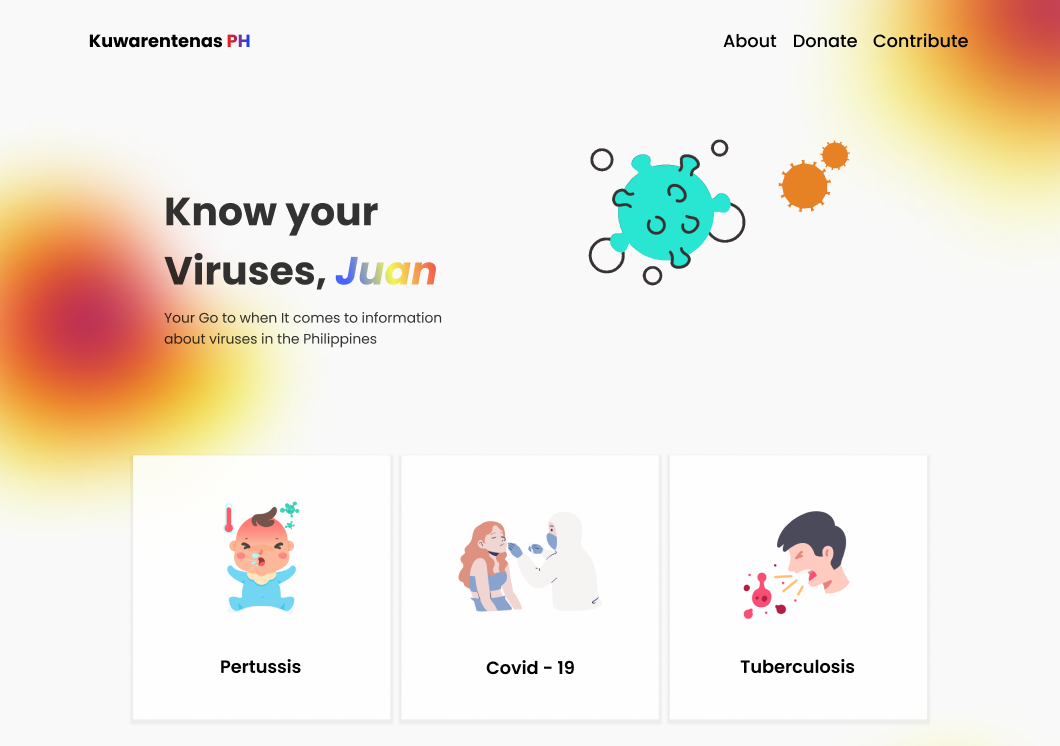 Kuwarentenas PH
About Donate Contribute
Know your
Viruses, Juan
Your Go to when It comes to information
about viruses in the Philippines
Pertussis
Covid - 19
Tuberculosis